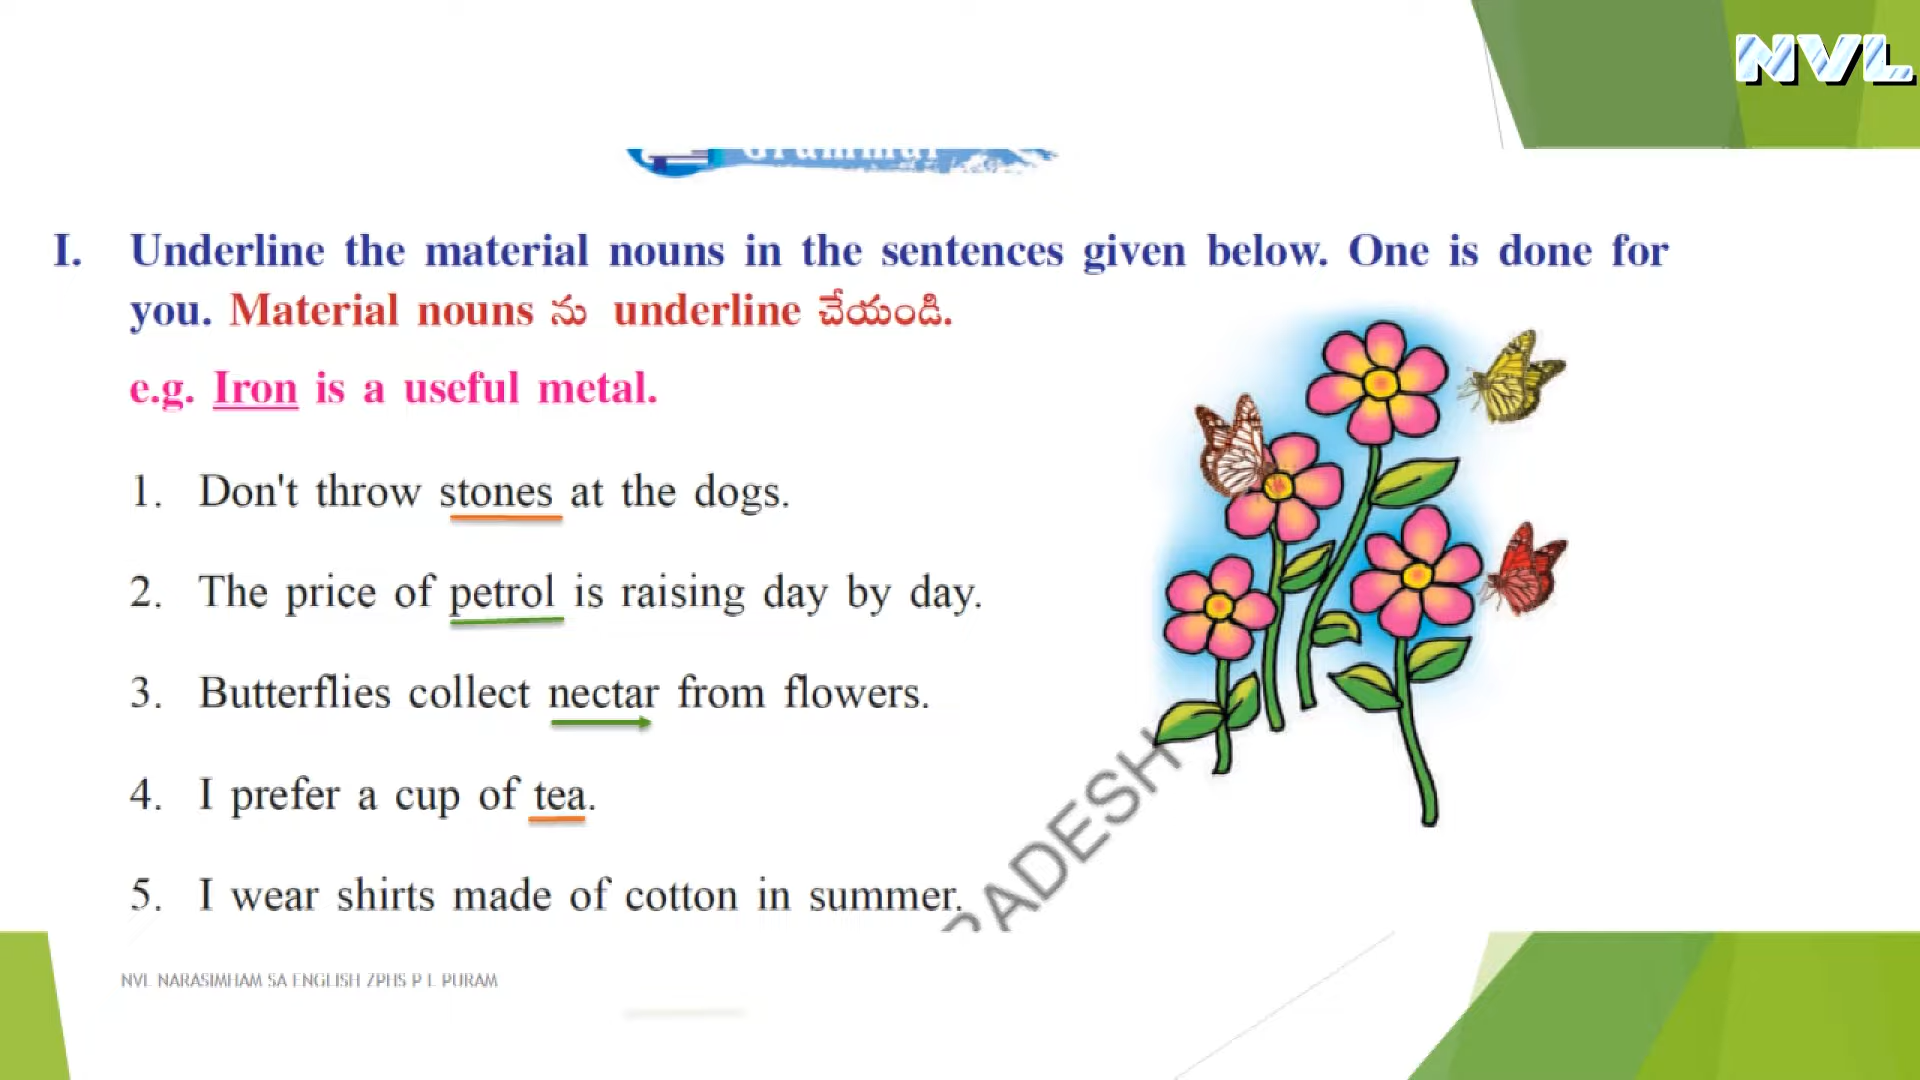 NVL
Grammar
I. Underline the material nouns in the sentences given below. One is done for
you. Material nouns ను underline చేయండి.
e.g. Iron is a useful metal.
1. Don't throw stones at the dogs.
2. The price of petrol is raising day by day.
3. Butterflies collect nectar from flowers.
4. I prefer a cup of tea.
5. I wear shirts made of cotton in summer.
RADESH
NVL NARASIMHAM SA ENGLISH ZPHS P L PURAM